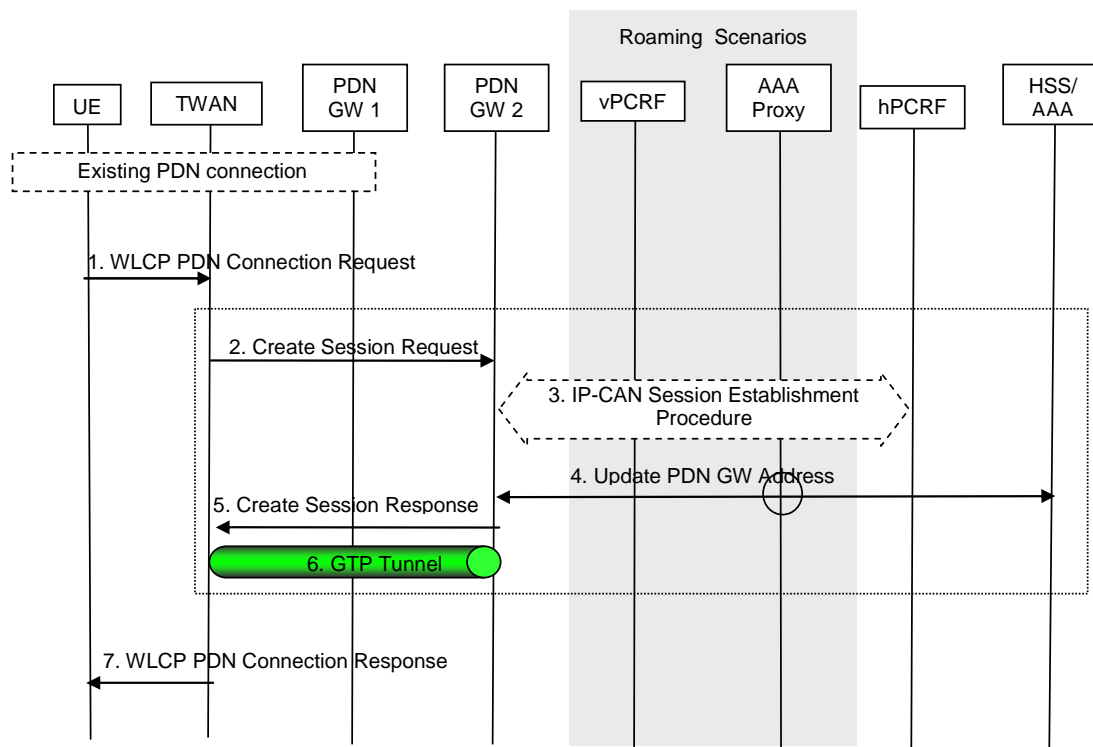 Roaming Scenarios
UE
TWAN
PDN
GW 1
PDN
GW 2
vPCRF
AAA
Proxy
hPCRF
HSS/
AAA
Existing PDN connection
1. WLCP PDN Connection Request
2. Create Session Request
3. IP-CAN Session Establishment
Procedure
4. Update PDN GW Address
5. Create Session Response
6. GTP Tunnel
7. WLCP PDN Connection Response